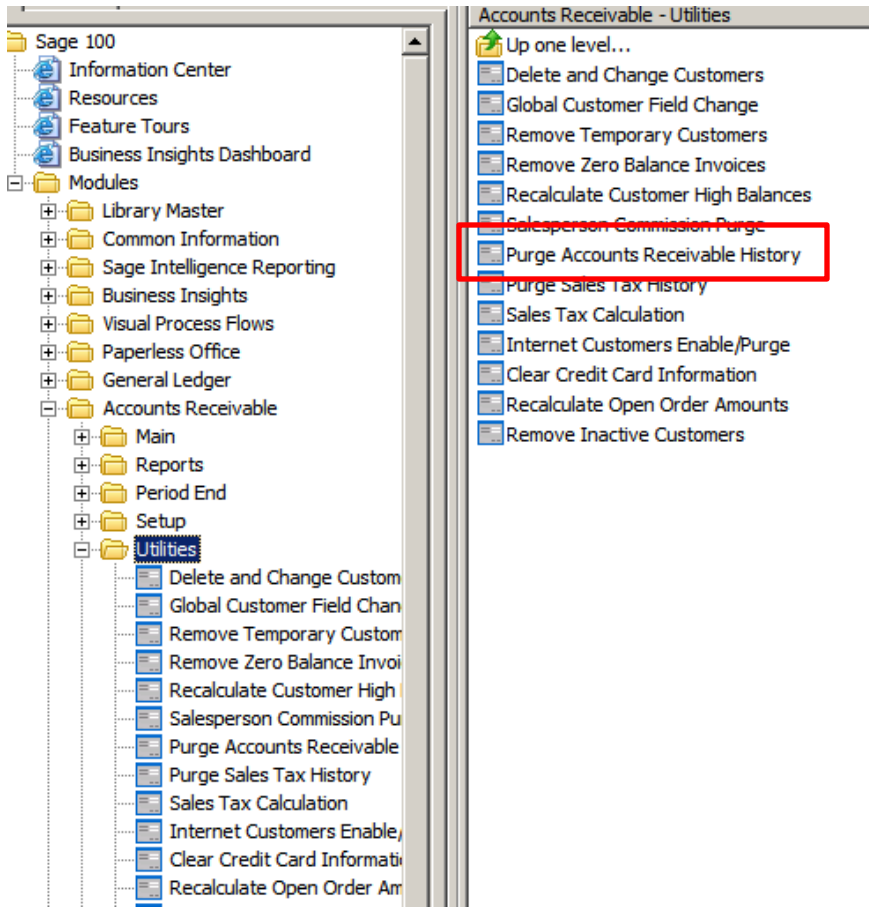 Sage 100
Information Center
Resources
Feature Tours
Business Insights Dashboard
Modules
Library Master
Common Information
Sage Intelligence Reporting
Business Insights
Visual Process Flows
Paperless Office
General Ledger
Accounts Receivable
Main
Reports
Period End
Setup
Utilities
Delete and Change Custom
Global Customer Field Chan
Remove Temporary Custom
Remove Zero Balance Invoi
Recalculate Customer High
Salesperson Commission Pu
Purge Accounts Receivable
Purge Sales Tax History
Sales Tax Calculation
Internet Customers Enable/
Clear Credit Card Informati
Recalculate Open Order Am
Accounts Receivable - Utilities
Up one level...
Delete and Change Customers
Global Customer Field Change
Remove Temporary Customers
Remove Zero Balance Invoices
Recalculate Customer High Balances
Salesperson Commission Purge
Purge Accounts Receivable History
Purge Sales Tax History
Sales Tax Calculation
Internet Customers Enable/Purge
Clear Credit Card Information
Recalculate Open Order Amounts
Remove Inactive Customers